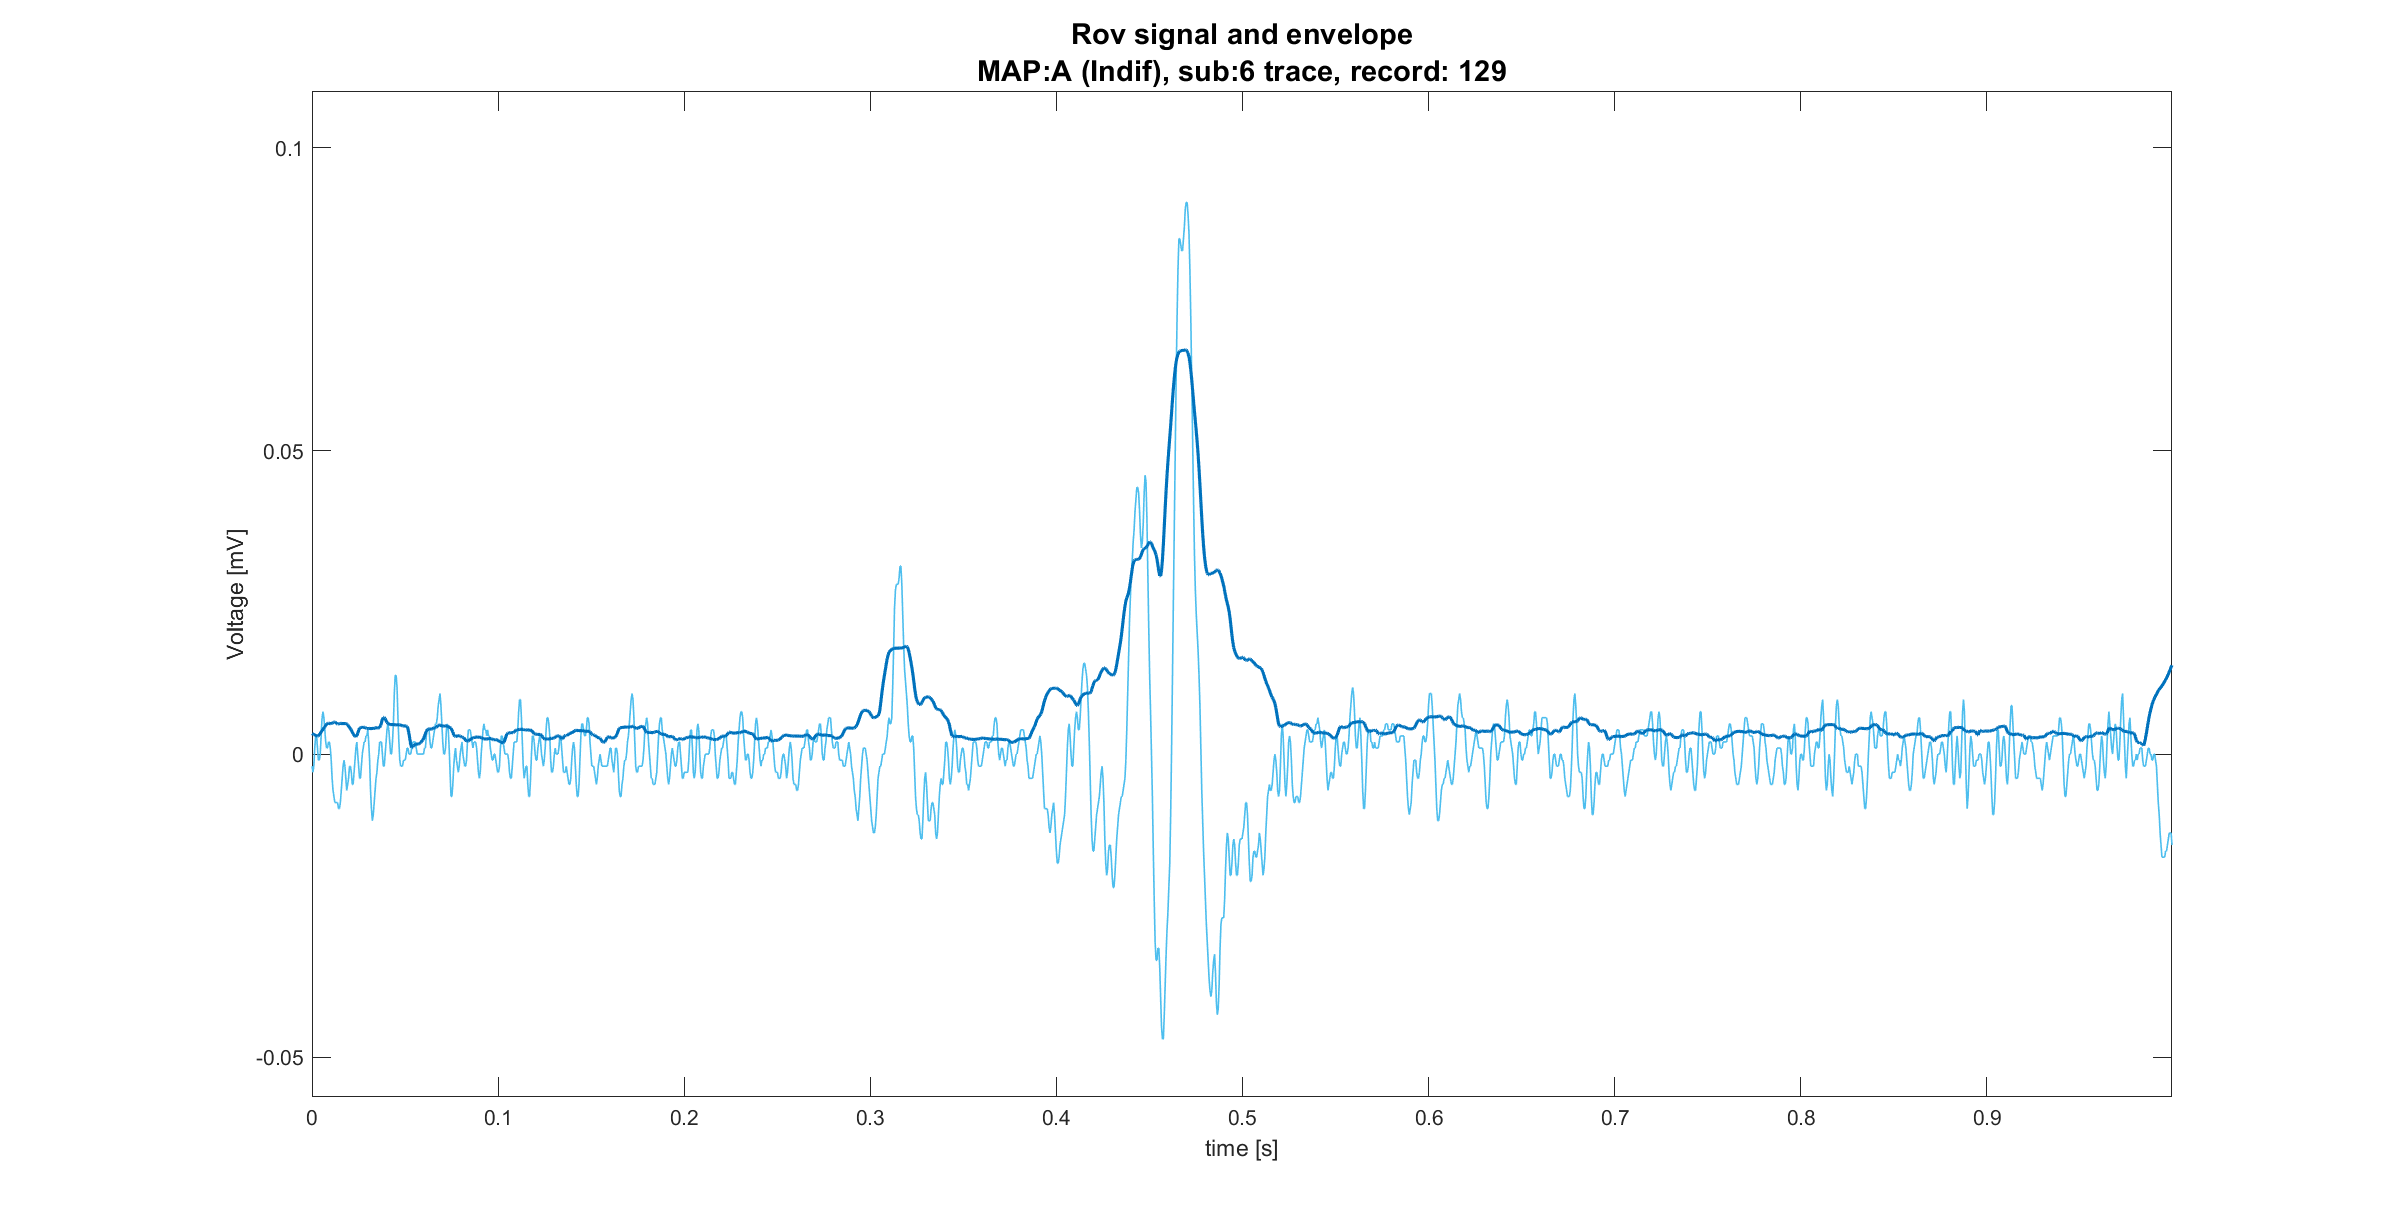 Rov signal and envelope
MAP:A (Indif), sub:6 trace, record: 129
0.1
0.05
0
-0.05
Voltage [mV]
0 0.1 0.2 0.3 0.4 0.5 0.6 0.7 0.8 0.9
time [s]